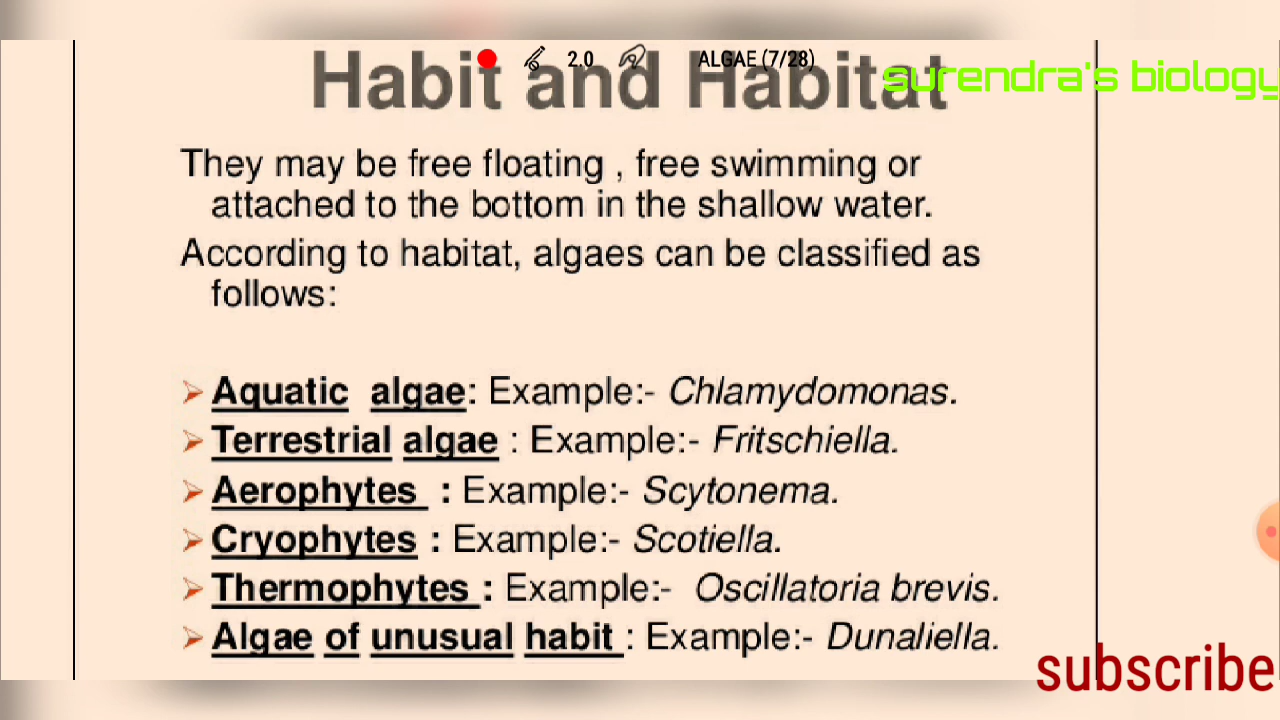 2.0 ALGAE (7/28)
Habit and Habitat
surendra's biology
They may be free floating , free swimming or
attached to the bottom in the shallow water.
According to habitat, algaes can be classified as
follows:
➢ Aquatic algae: Example:- Chlamydomonas.
➢ Terrestrial algae : Example:- Fritschiella.
➢ Aerophytes : Example:- Scytonema.
➢ Cryophytes : Example:- Scotiella.
➢ Thermophytes : Example:- Oscillatoria brevis.
➢ Algae of unusual habit : Example:- Dunaliella.
subscribe